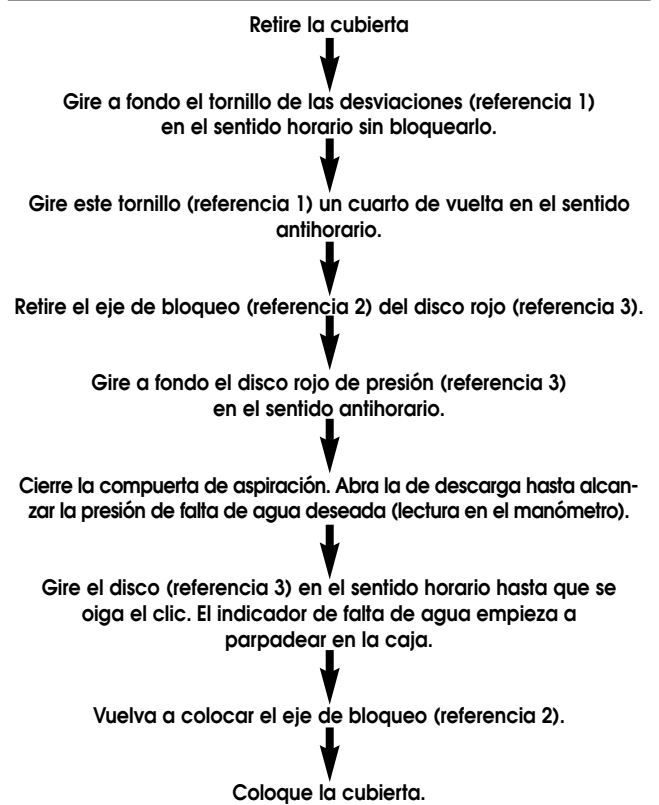 Retire la cubierta
Gire a fondo el tornillo de las desviaciones (referencia 1)
en el sentido horario sin bloquearlo.
Gire este tornillo (referencia 1) un cuarto de vuelta en el sentido
antihorario.
Retire el eje de bloqueo (referencia 2) del disco rojo (referencia 3).
Gire a fondo el disco rojo de presión (referencia 3)
en el sentido antihorario.
Cierre la compuerta de aspiración. Abra la de descarga hasta alcan-
zar la presión de falta de agua deseada (lectura en el manómetro).
Gire el disco (referencia 3) en el sentido horario hasta que se
oiga el clic. El indicador de falta de agua empieza a
parpadear en la caja.
Vuelva a colocar el eje de bloqueo (referencia 2).
Coloque la cubierta.